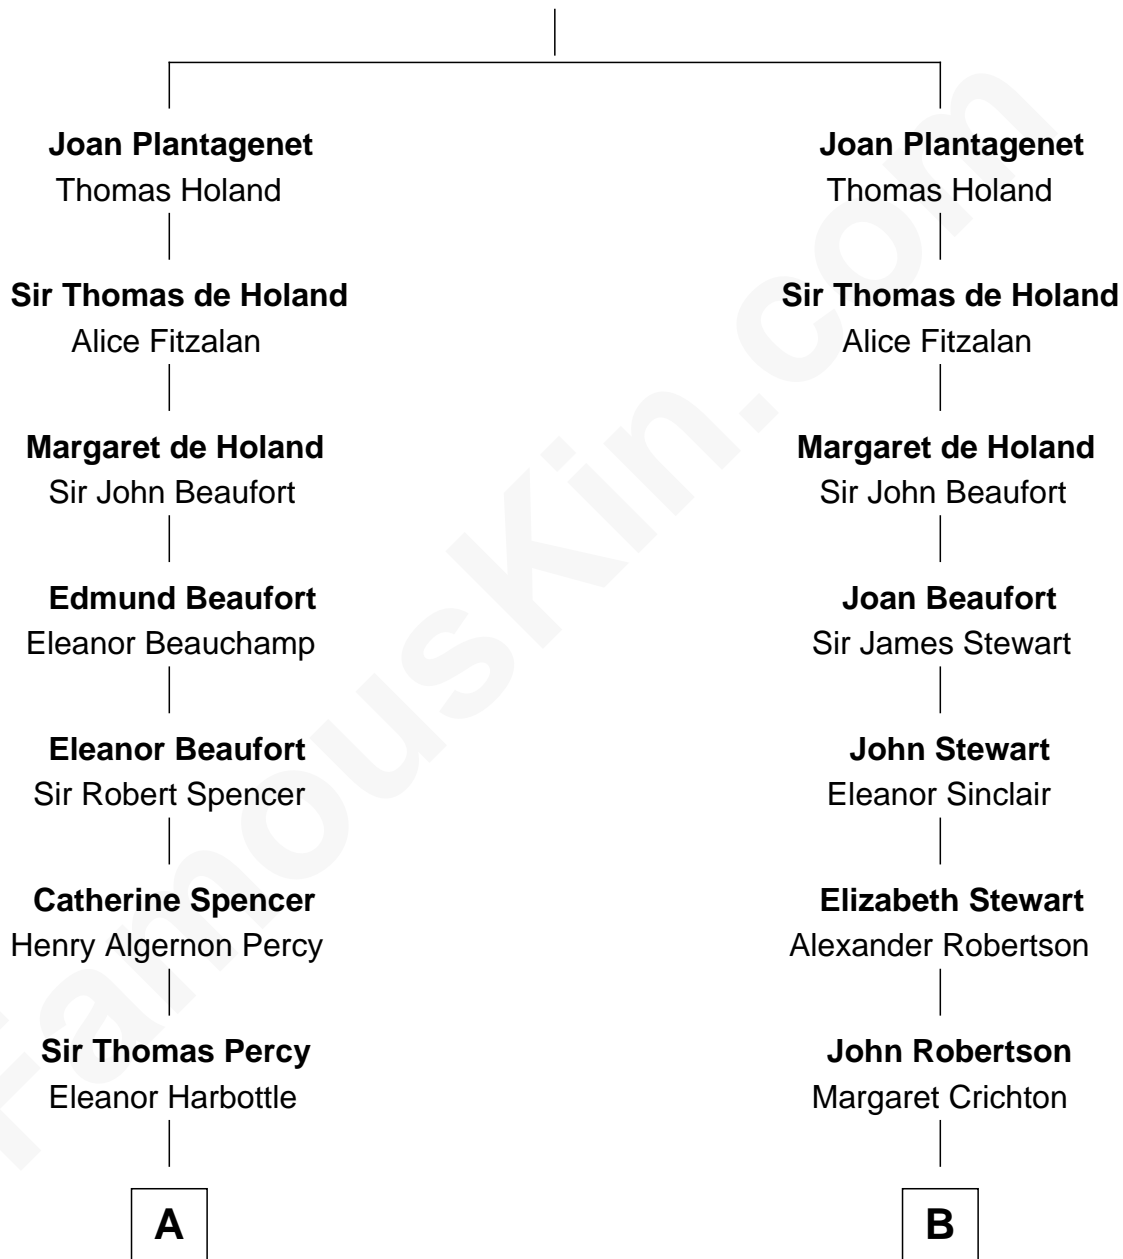 Joan Plantagenet
Thomas Holand
Sir Thomas de Holand
Alice Fitzalan
Margaret de Holand
Sir John Beaufort
Edmund Beaufort
Eleanor Beauchamp
Eleanor Beaufort
Sir Robert Spencer
Catherine Spencer
Henry Algernon Percy
Sir Thomas Percy
Eleanor Harbottle
A
Joan Plantagenet
Thomas Holand
Sir Thomas de Holand
Alice Fitzalan
Margaret de Holand
Sir John Beaufort
Joan Beaufort
Sir James Stewart
John Stewart
Eleanor Sinclair
Elizabeth Stewart
Alexander Robertson
John Robertson
Margaret Crichton
B
FamousKin.com